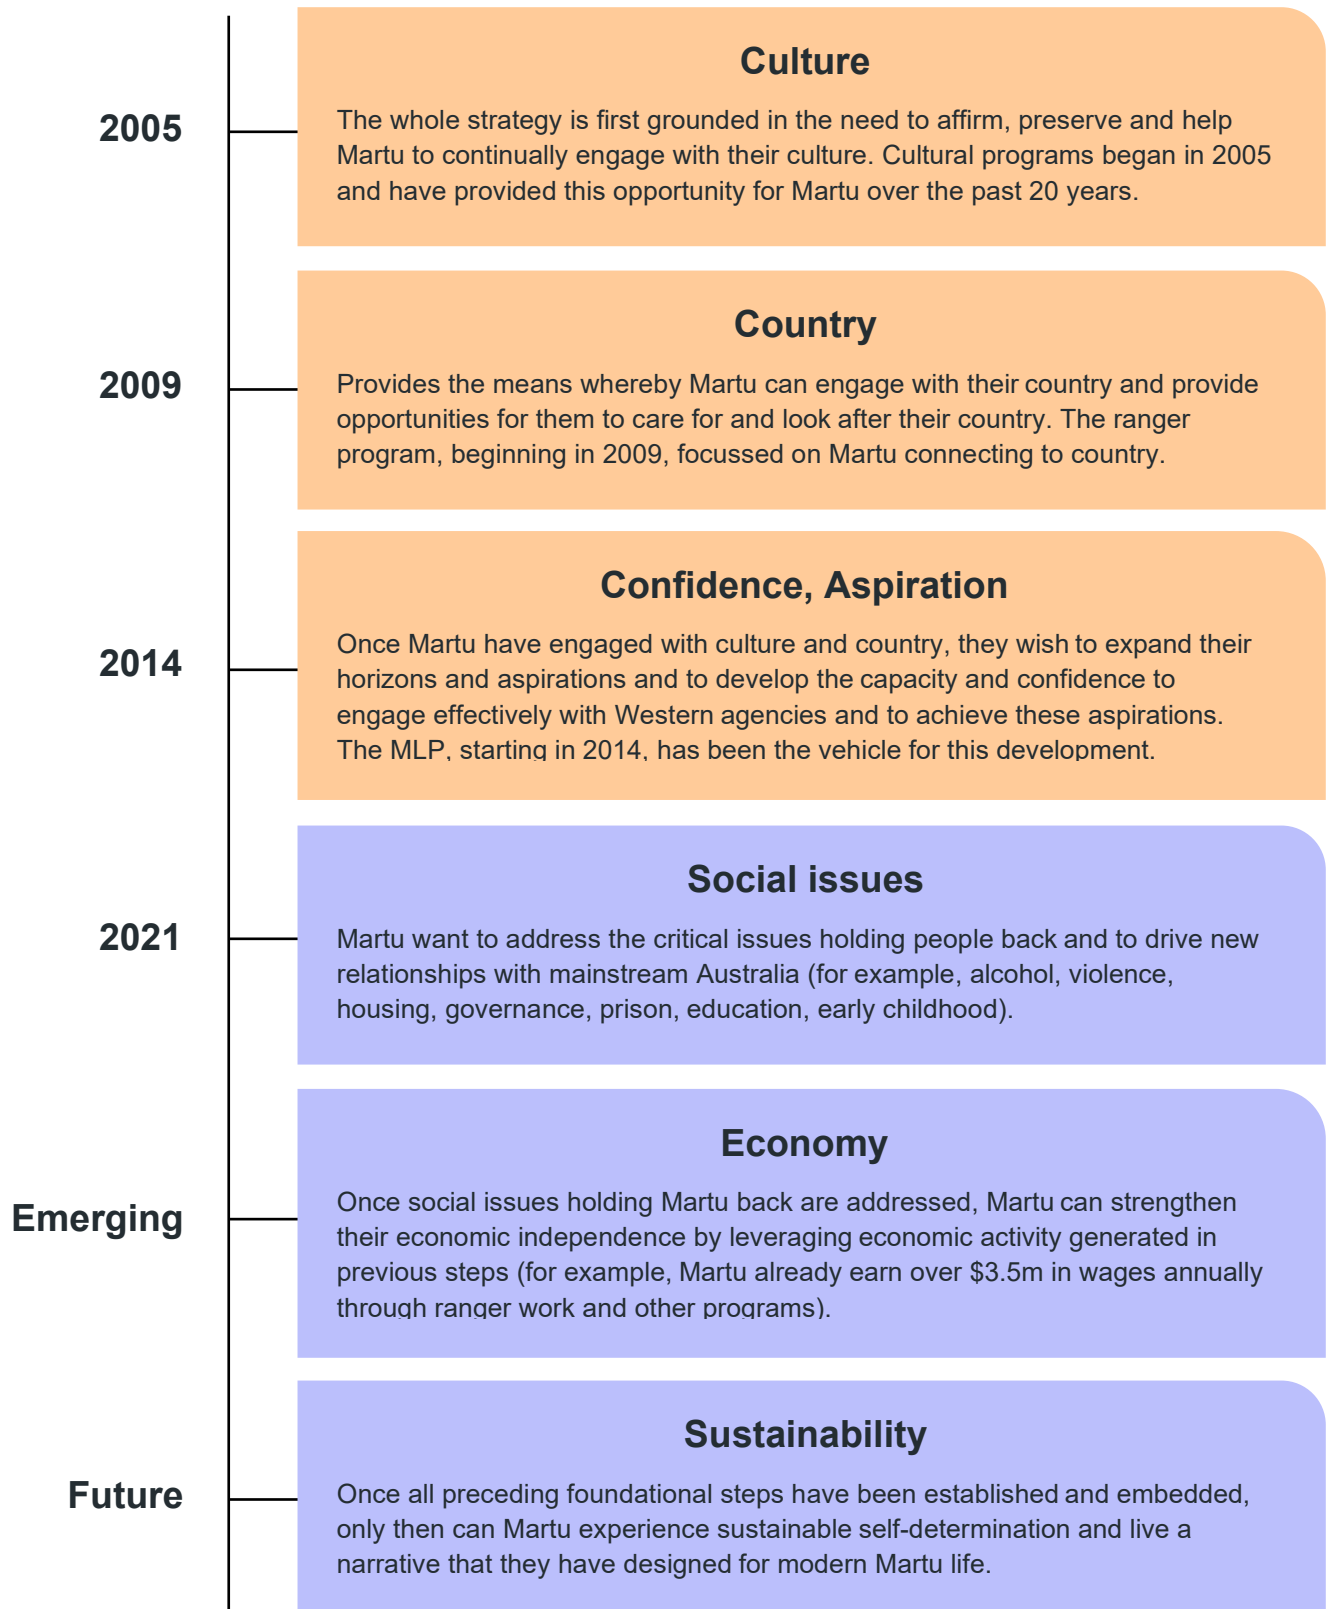 Culture
2005
The whole strategy is first grounded in the need to affirm, preserve and help
Martu to continually engage with their culture. Cultural programs began in 2005
and have provided this opportunity for Martu over the past 20 years.
Country
2009
Provides the means whereby Martu can engage with their country and provide
opportunities for them to care for and look after their country. The ranger
program, beginning in 2009, focussed on Martu connecting to country.
Confidence, Aspiration
2014
Once Martu have engaged with culture and country, they wish to expand their
horizons and aspirations and to develop the capacity and confidence to
engage effectively with Western agencies and to achieve these aspirations.
The MLP, starting in 2014, has been the vehicle for this development.
Social issues
2021
Martu want to address the critical issues holding people back and to drive new
relationships with mainstream Australia (for example, alcohol, violence,
housing, governance, prison, education, early childhood).
Economy
Emerging
Once social issues holding Martu back are addressed, Martu can strengthen
their economic independence by leveraging economic activity generated in
previous steps (for example, Martu already earn over $3.5m in wages annually
through ranger work and other programs).
Sustainability
Future
Once all preceding foundational steps have been established and embedded,
only then can Martu experience sustainable self-determination and live a
narrative that they have designed for modern Martu life.